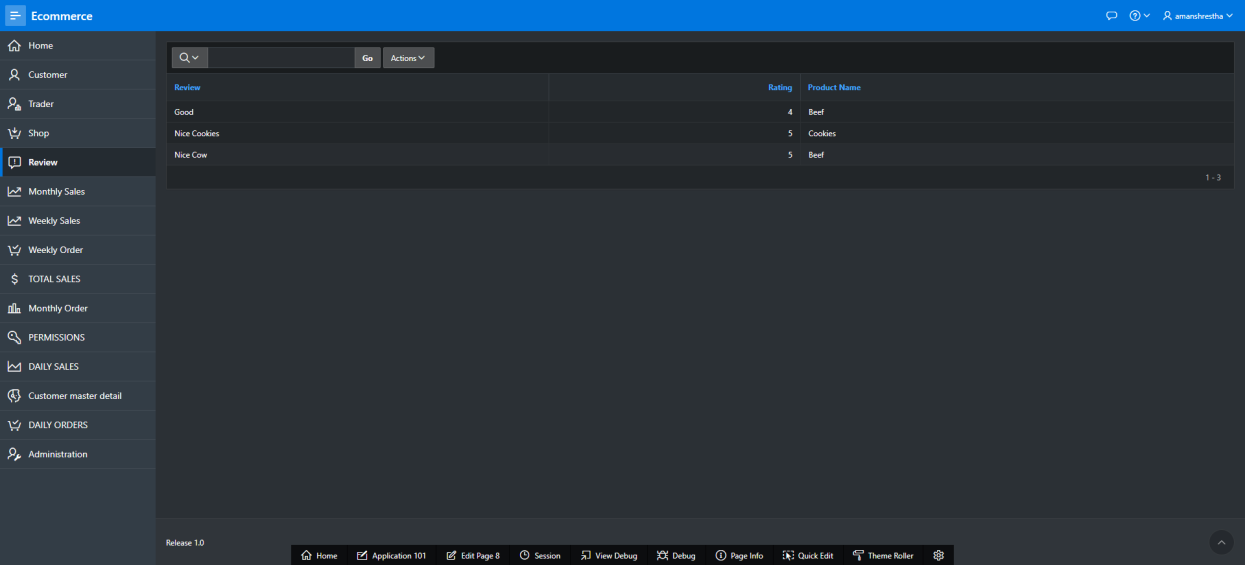 Ecommerce
amanshrestha
Home
Customer
Trader
Shop
Review
Monthly Sales
Weekly Sales
Weekly Order
TOTAL SALES
Monthly Order
PERMISSIONS
DAILY SALES
Customer master detail
DAILY ORDERS
Administration
Go Actions
Review Rating Product Name
Good 4 Beef
Nice Cookies 5 Cookies
Nice Cow 5 Beef
1 - 3
Release 1.0
Home Application 101 Edit Page 8 Session View Debug Debug Page Info Quick Edit Theme Roller